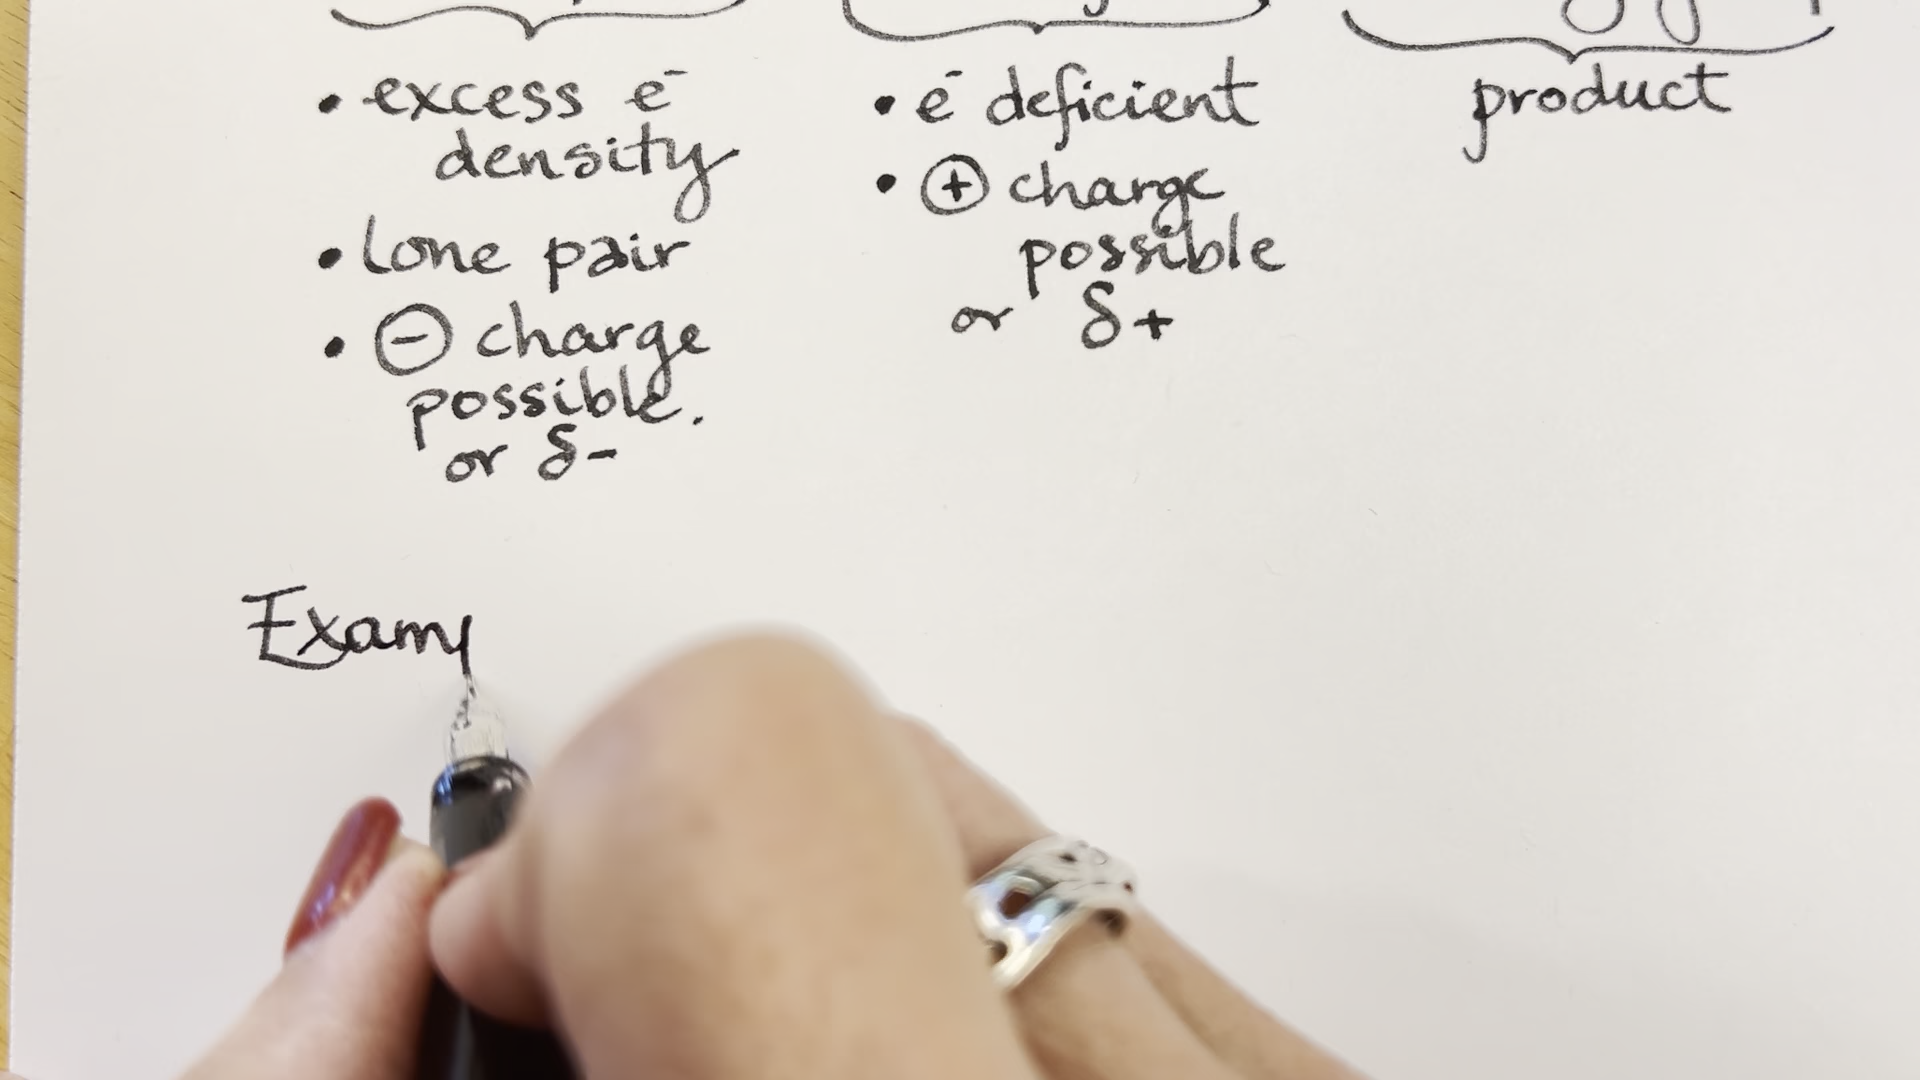 • excess e⁻
density
• lone pair
• ⊖ charge
possible.
or δ-
• e⁻ deficient
• ⊕ charge
possible
or δ+
product
Examp